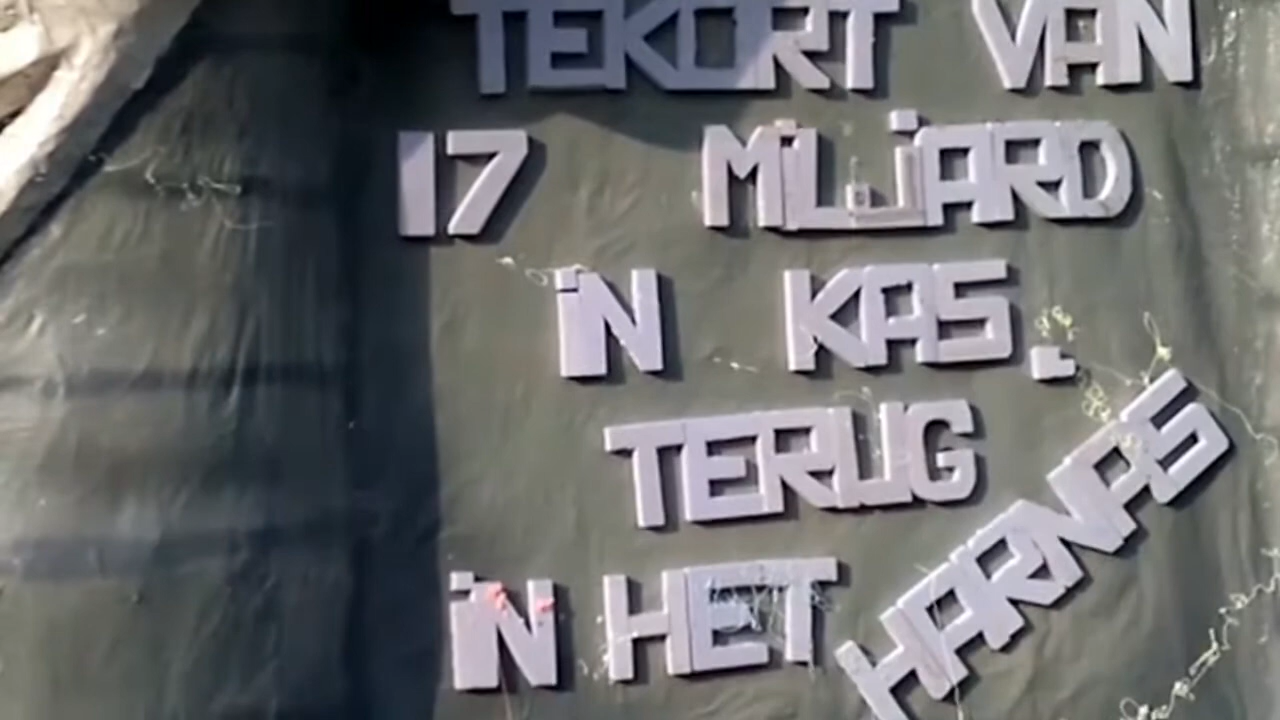 TEKORT VAN
17 MiLjARD
iN KAS.
TERUG
iN HET HARNAS